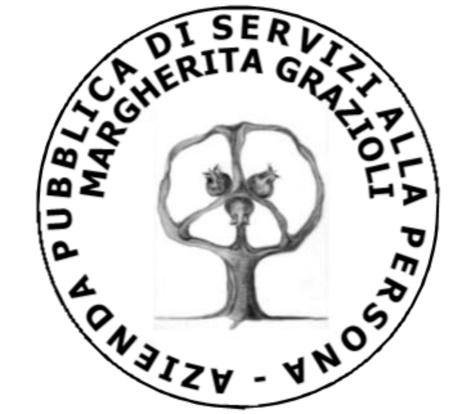 AZIENDA PUBBLICA DI SERVIZI ALLA PERSONA -
MARGHERITA GRAZIOLI